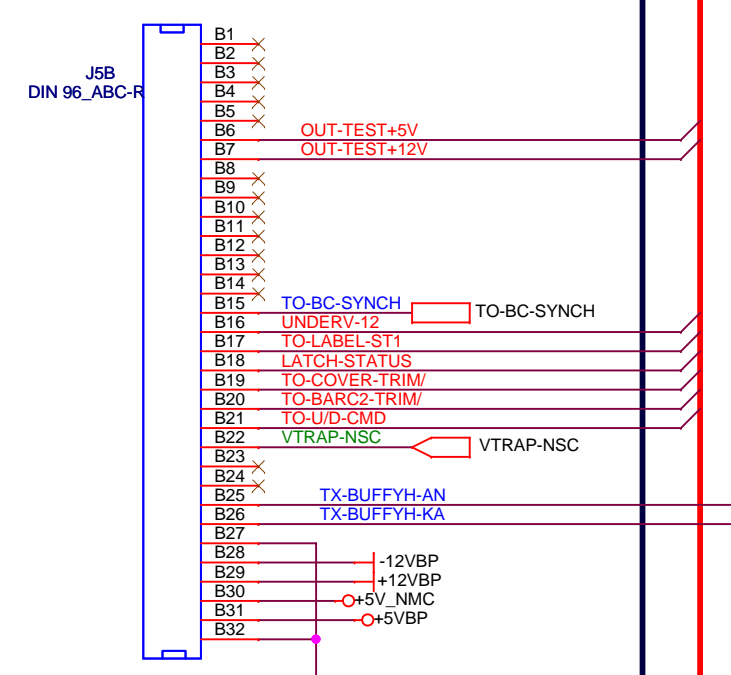 J5B
DIN 96_ABC-R
B1
B2
B3
B4
B5
B6 OUT-TEST+5V
B7 OUT-TEST+12V
B8
B9
B10
B11
B12
B13
B14
B15 TO-BC-SYNCH TO-BC-SYNCH
B16 UNDERV-12
B17 TO-LABEL-ST1
B18 LATCH-STATUS
B19 TO-COVER-TRIM/
B20 TO-BARC2-TRIM/
B21 TO-U/D-CMD
B22 VTRAP-NSC VTRAP-NSC
B23
B24
B25 TX-BUFFYH-AN
B26 TX-BUFFYH-KA
B27
B28 -12VBP
B29 +12VBP
B30 +5V_NMC
B31 +5VBP
B32